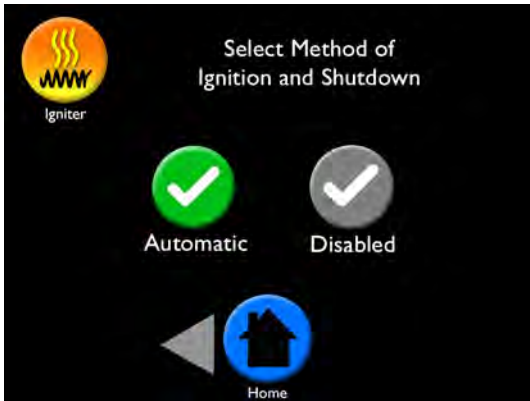 Select Method of
Ignition and Shutdown
Igniter
Automatic
Disabled
Home